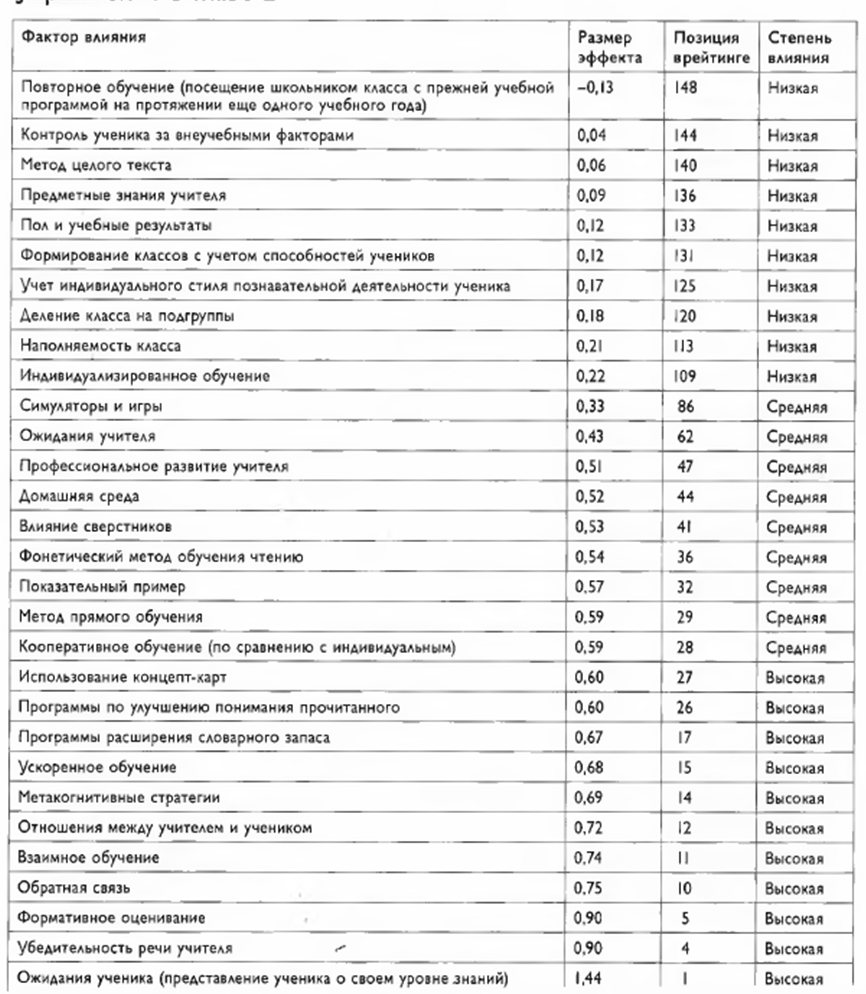 Фактор влияния Размер эффекта Позиция врейтинге Степень влияния
Повторное обучение (посещение школьником класса с прежней учебной программой на протяжении еще одного учебного года) –0,13 148 Низкая
Контроль ученика за внеучебными факторами 0,04 144 Низкая
Метод целого текста 0,06 140 Низкая
Предметные знания учителя 0,09 136 Низкая
Пол и учебные результаты 0,12 133 Низкая
Формирование классов с учетом способностей учеников 0,12 131 Низкая
Учет индивидуального стиля познавательной деятельности ученика 0,17 125 Низкая
Деление класса на подгруппы 0,18 120 Низкая
Наполняемость класса 0,21 113 Низкая
Индивидуализированное обучение 0,22 109 Низкая
Симуляторы и игры 0,33 86 Средняя
Ожидания учителя 0,43 62 Средняя
Профессиональное развитие учителя 0,51 47 Средняя
Домашняя среда 0,52 44 Средняя
Влияние сверстников 0,53 41 Средняя
Фонетический метод обучения чтению 0,54 36 Средняя
Показательный пример 0,57 32 Средняя
Метод прямого обучения 0,59 29 Средняя
Кооперативное обучение (по сравнению с индивидуальным) 0,59 28 Средняя
Использование концепт-карт 0,60 27 Высокая
Программы по улучшению понимания прочитанного 0,60 26 Высокая
Программы расширения словарного запаса 0,67 17 Высокая
Ускоренное обучение 0,68 15 Высокая
Метакогнитивные стратегии 0,69 14 Высокая
Отношения между учителем и учеником 0,72 12 Высокая
Взаимное обучение 0,74 11 Высокая
Обратная связь 0,75 10 Высокая
Формативное оценивание 0,90 5 Высокая
Убедительность речи учителя 0,90 4 Высокая
Ожидания ученика (представление ученика о своем уровне знаний) 1,44 1 Высокая